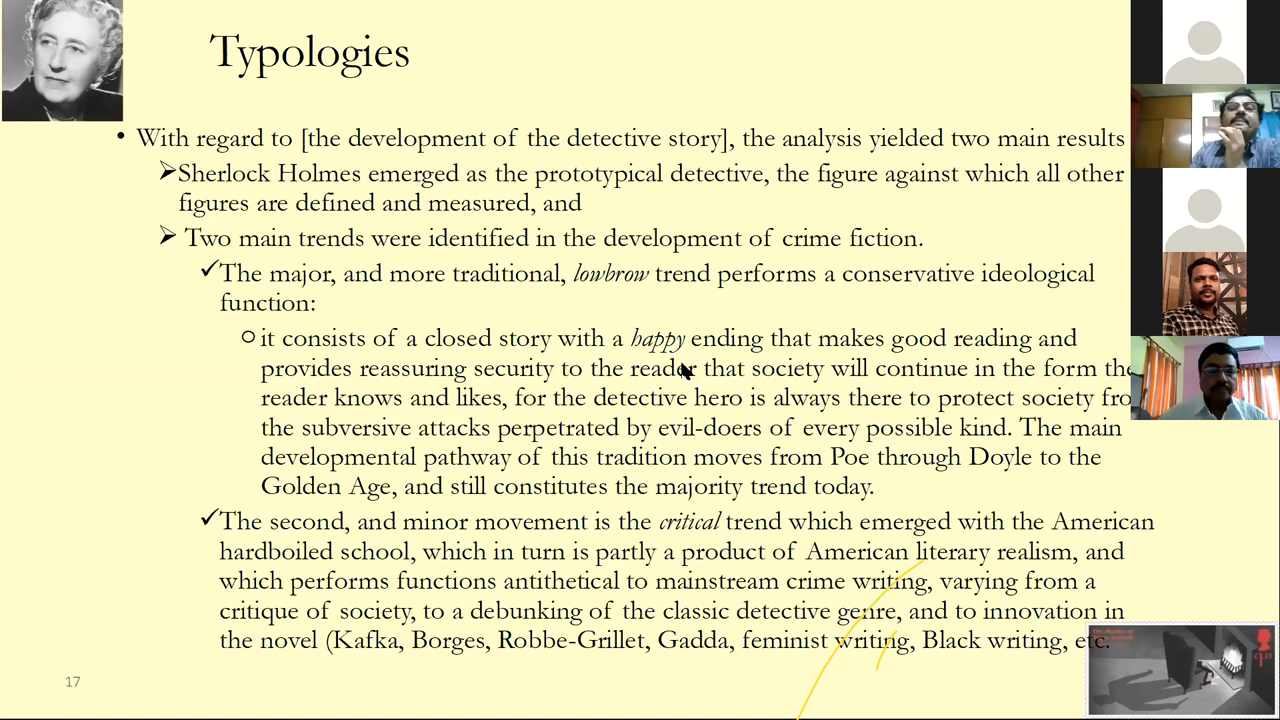 Typologies
• With regard to [the development of the detective story], the analysis yielded two main results
➢Sherlock Holmes emerged as the prototypical detective, the figure against which all other
figures are defined and measured, and
➢ Two main trends were identified in the development of crime fiction.
✓The major, and more traditional, lowbrow trend performs a conservative ideological
function:
o it consists of a closed story with a happy ending that makes good reading and
provides reassuring security to the reader that society will continue in the form the
reader knows and likes, for the detective hero is always there to protect society fro
the subversive attacks perpetrated by evil-doers of every possible kind. The main
developmental pathway of this tradition moves from Poe through Doyle to the
Golden Age, and still constitutes the majority trend today.
✓The second, and minor movement is the critical trend which emerged with the American
hardboiled school, which in turn is partly a product of American literary realism, and
which performs functions antithetical to mainstream crime writing, varying from a
critique of society, to a debunking of the classic detective genre, and to innovation in
the novel (Kafka, Borges, Robbe-Grillet, Gadda, feminist writing, Black writing, etc.
17